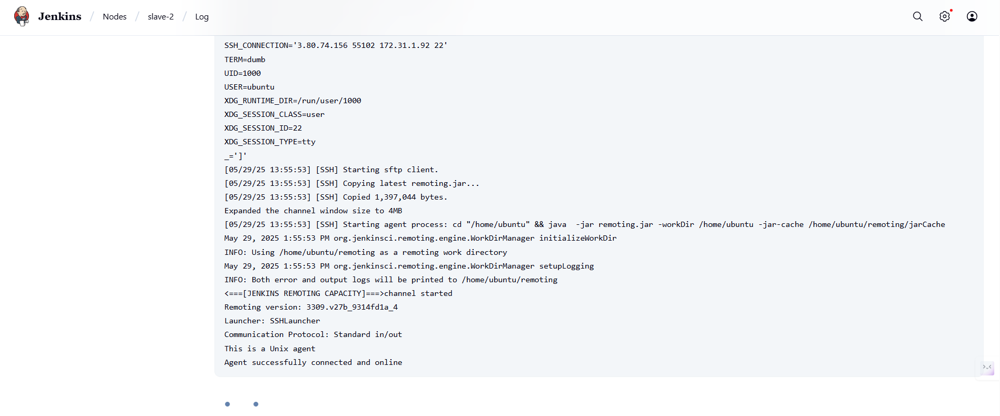 Jenkins / Nodes / slave-2 / Log
SSH_CONNECTION='3.80.74.156 55102 172.31.1.92 22'
TERM=dumb
UID=1000
USER=ubuntu
XDG_RUNTIME_DIR=/run/user/1000
XDG_SESSION_CLASS=user
XDG_SESSION_ID=22
XDG_SESSION_TYPE=tty
_=']'
[05/29/25 13:55:53] [SSH] Starting sftp client.
[05/29/25 13:55:53] [SSH] Copying latest remoting.jar...
[05/29/25 13:55:53] [SSH] Copied 1,397,044 bytes.
Expanded the channel window size to 4MB
[05/29/25 13:55:53] [SSH] Starting agent process: cd "/home/ubuntu" && java  -jar remoting.jar -workDir /home/ubuntu -jar-cache /home/ubuntu/remoting/jarCache
May 29, 2025 1:55:53 PM org.jenkinsci.remoting.engine.WorkDirManager initializeWorkDir
INFO: Using /home/ubuntu/remoting as a remoting work directory
May 29, 2025 1:55:53 PM org.jenkinsci.remoting.engine.WorkDirManager setupLogging
INFO: Both error and output logs will be printed to /home/ubuntu/remoting
<===[JENKINS REMOTING CAPACITY]===>channel started
Remoting version: 3309.v27b_9314fd1a_4
Launcher: SSHLauncher
Communication Protocol: Standard in/out
This is a Unix agent
Agent successfully connected and online